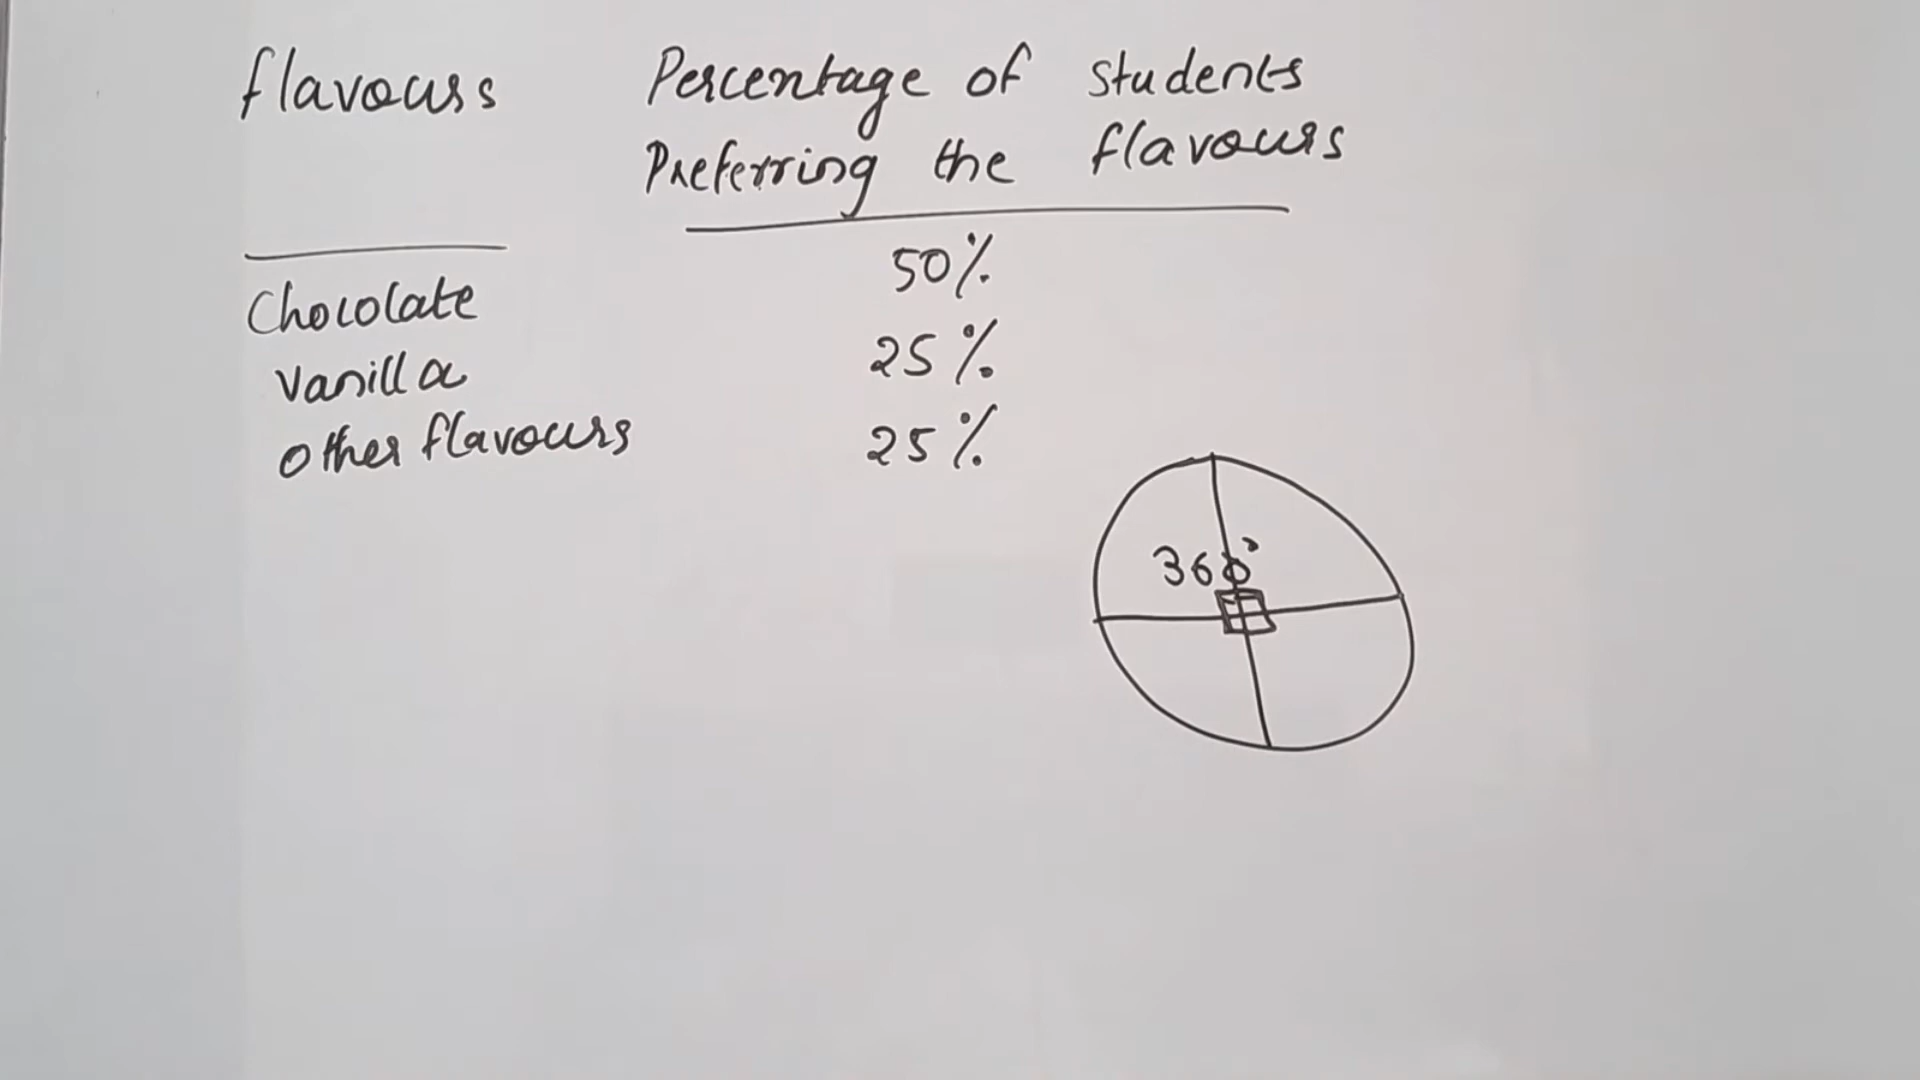 flavours Percentage of students
Preferring the flavours
Chocolate 50%
Vanilla 25%
other flavours 25%
360°